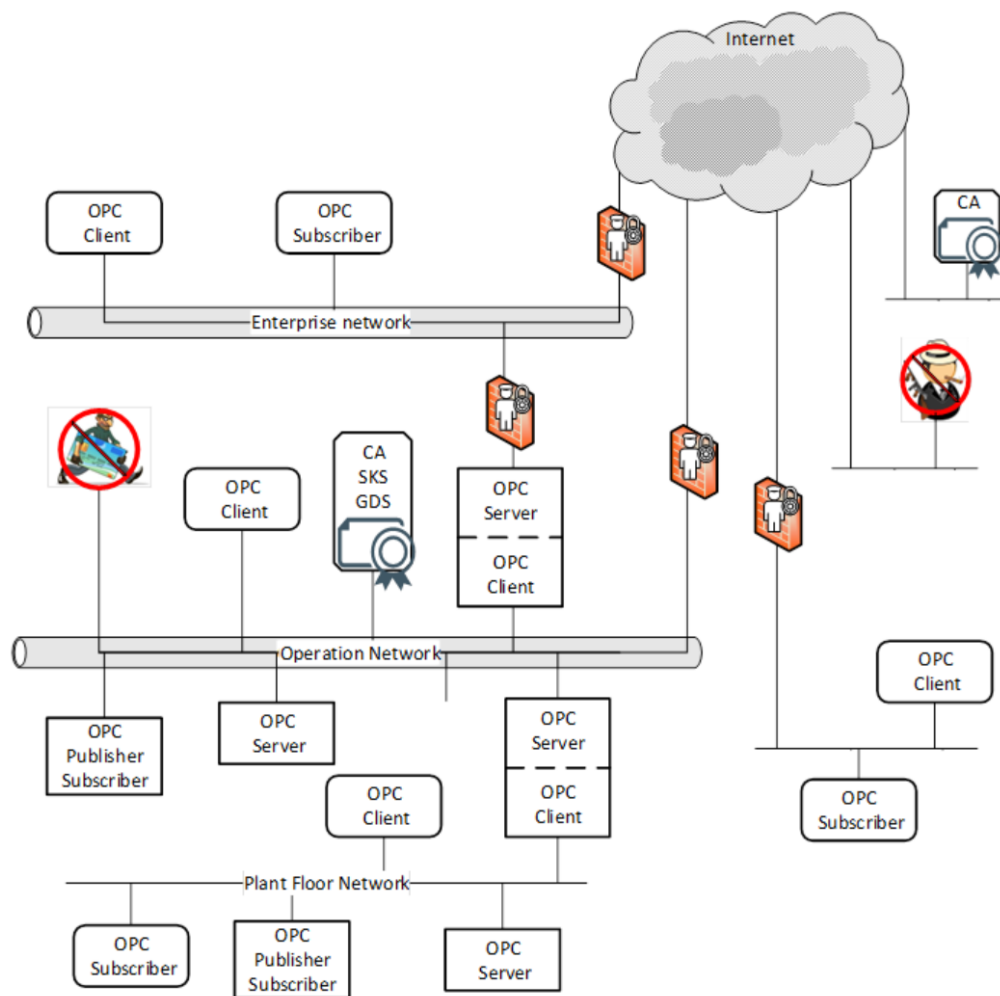 Internet
OPC
Client
OPC
Subscriber
CA
Enterprise network
CA
SKS
GDS
OPC
Client
OPC
Server
OPC
Client
Operation Network
OPC
Publisher
Subscriber
OPC
Server
OPC
Server
OPC
Client
OPC
Client
OPC
Client
OPC
Subscriber
Plant Floor Network
OPC
Subscriber
OPC
Publisher
Subscriber
OPC
Server